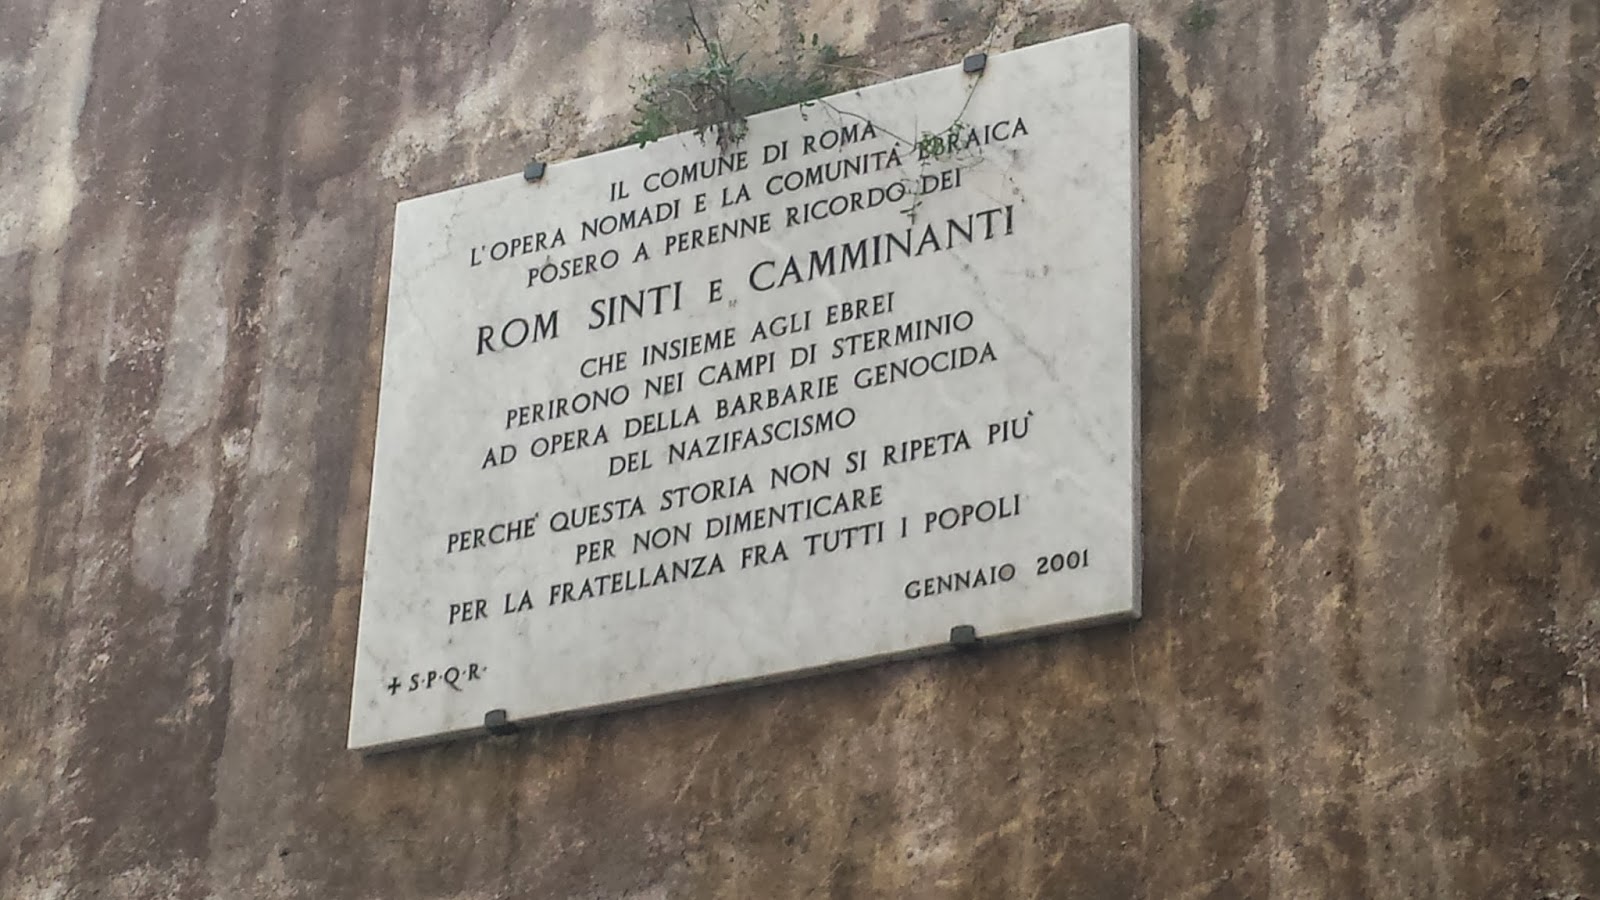 IL COMUNE DI ROMA
L'OPERA NOMADI E LA COMUNITÀ EBRAICA
POSERO A PERENNE RICORDO DEI
ROM SINTI E CAMMINANTI
CHE INSIEME AGLI EBREI
PERIRONO NEI CAMPI DI STERMINIO
AD OPERA DELLA BARBARIE GENOCIDA
DEL NAZIFASCISMO
PERCHE' QUESTA STORIA NON SI RIPETA PIU'
PER NON DIMENTICARE
PER LA FRATELLANZA FRA TUTTI I POPOLI
GENNAIO 2001
+ S·P·Q·R·